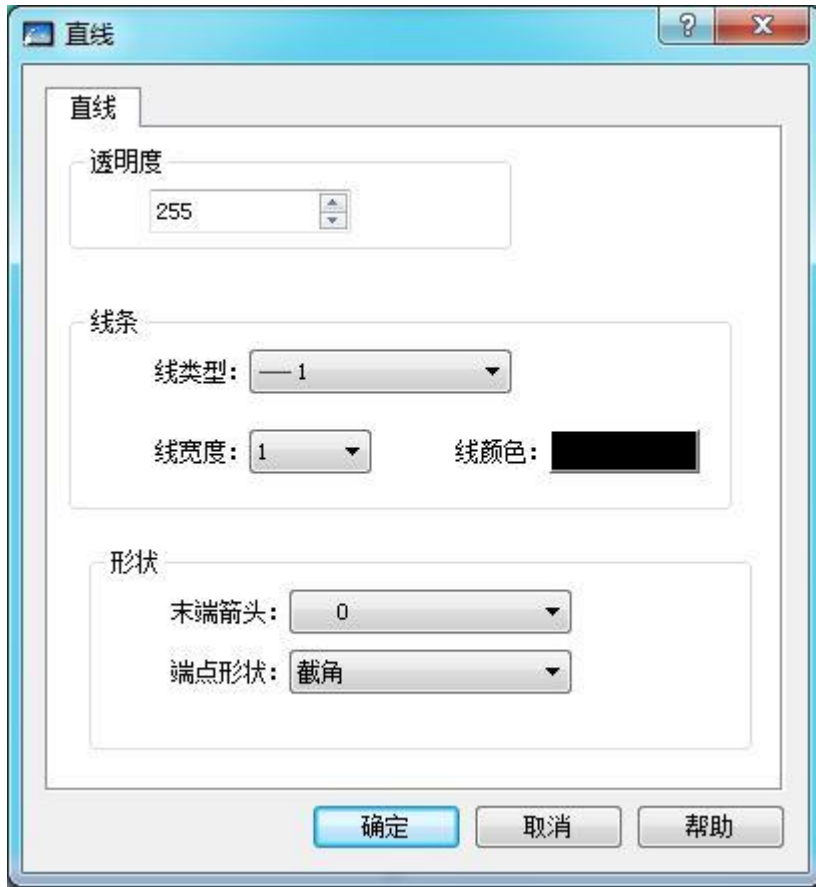 直线
直线
透明度
255
线条
线类型： 1
线宽度： 1 线颜色：
形状
末端箭头： 0
端点形状： 截角
确定 取消 帮助